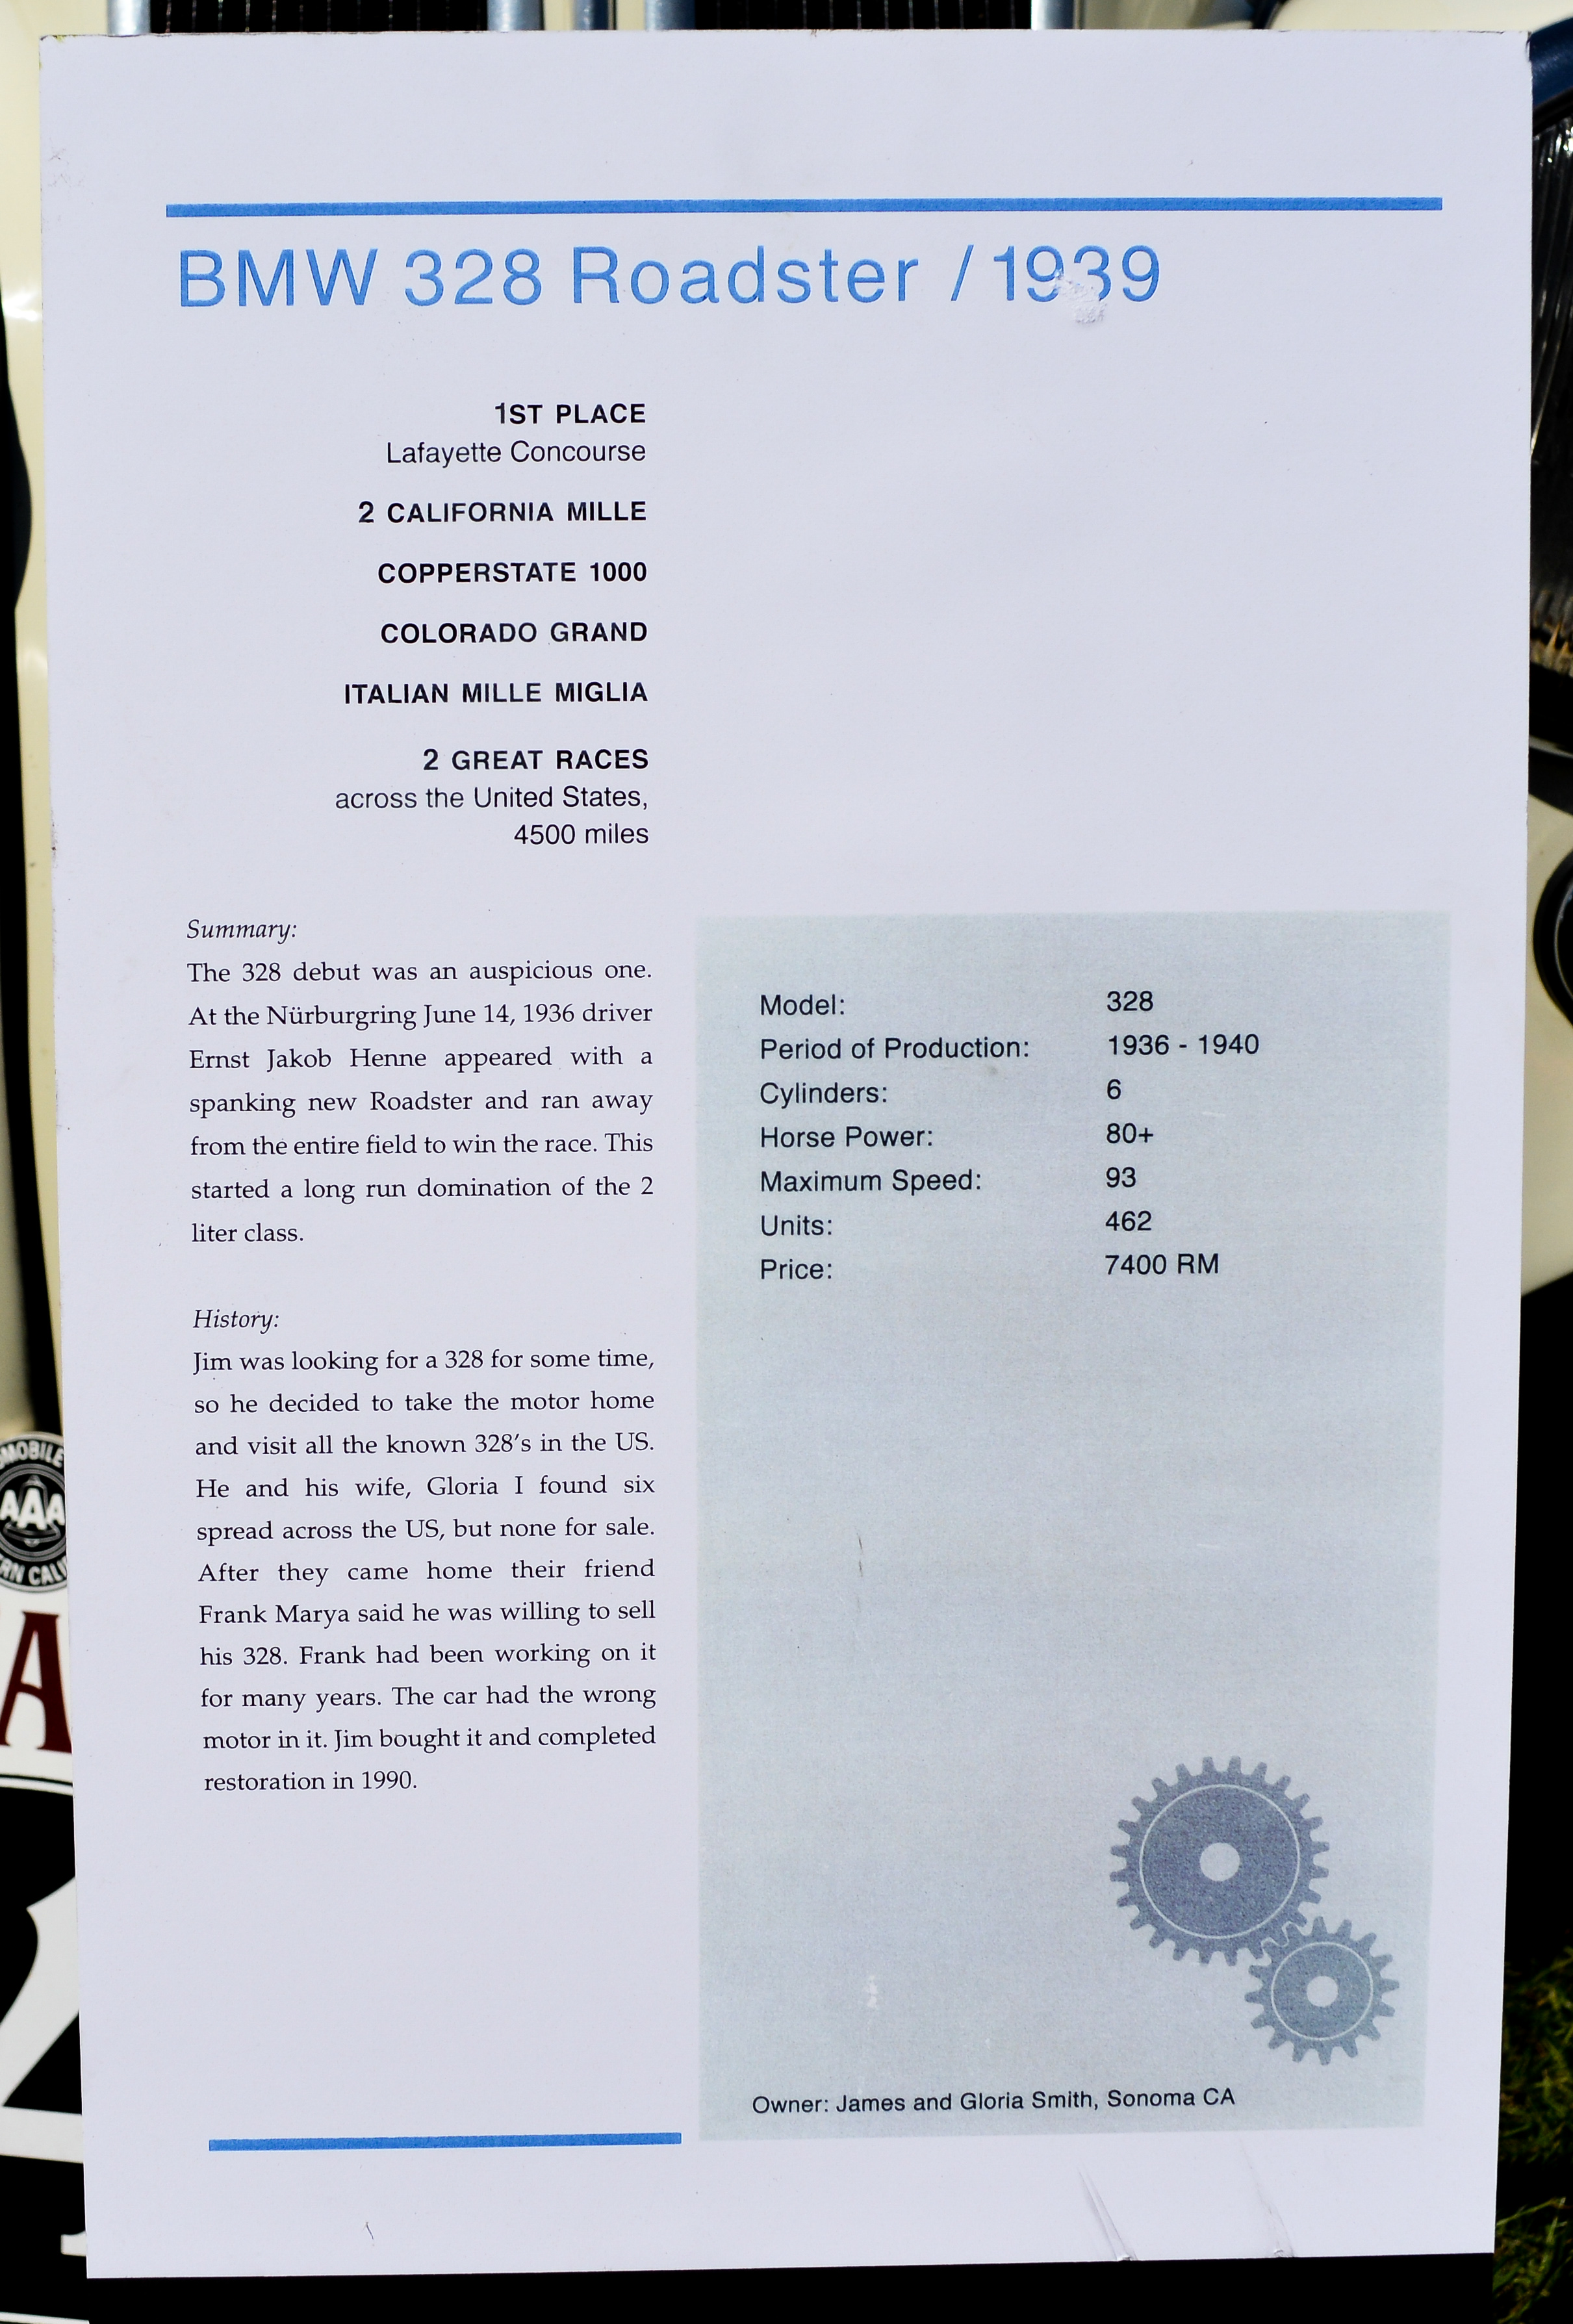 BMW 328 Roadster / 1939
1ST PLACE
Lafayette Concourse
2 CALIFORNIA MILLE
COPPERSTATE 1000
COLORADO GRAND
ITALIAN MILLE MIGLIA
2 GREAT RACES
across the United States,
4500 miles
Summary:
The 328 debut was an auspicious one.
At the Nürburgring June 14, 1936 driver
Ernst Jakob Henne appeared with a
spanking new Roadster and ran away
from the entire field to win the race. This
started a long run domination of the 2
liter class.
History:
Jim was looking for a 328 for some time,
so he decided to take the motor home
and visit all the known 328's in the US.
He and his wife, Gloria I found six
spread across the US, but none for sale.
After they came home their friend
Frank Marya said he was willing to sell
his 328. Frank had been working on it
for many years. The car had the wrong
motor in it. Jim bought it and completed
restoration in 1990.
Model: 328
Period of Production: 1936 - 1940
Cylinders: 6
Horse Power: 80+
Maximum Speed: 93
Units: 462
Price: 7400 RM
Owner: James and Gloria Smith, Sonoma CA
AAA
A
2